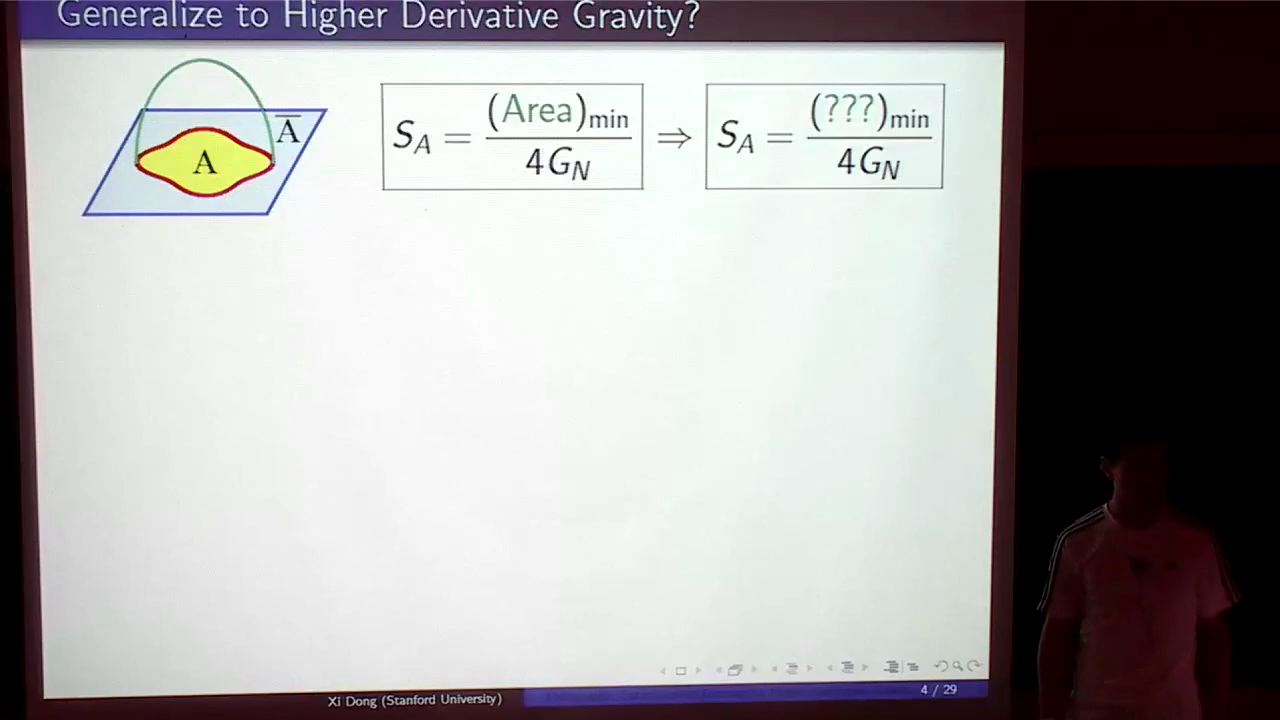 Generalize to Higher Derivative Gravity?
A
A̅
S_A = (Area)_min / 4G_N ⇒ S_A = (???)_min / 4G_N
Xi Dong (Stanford University)
4 / 29